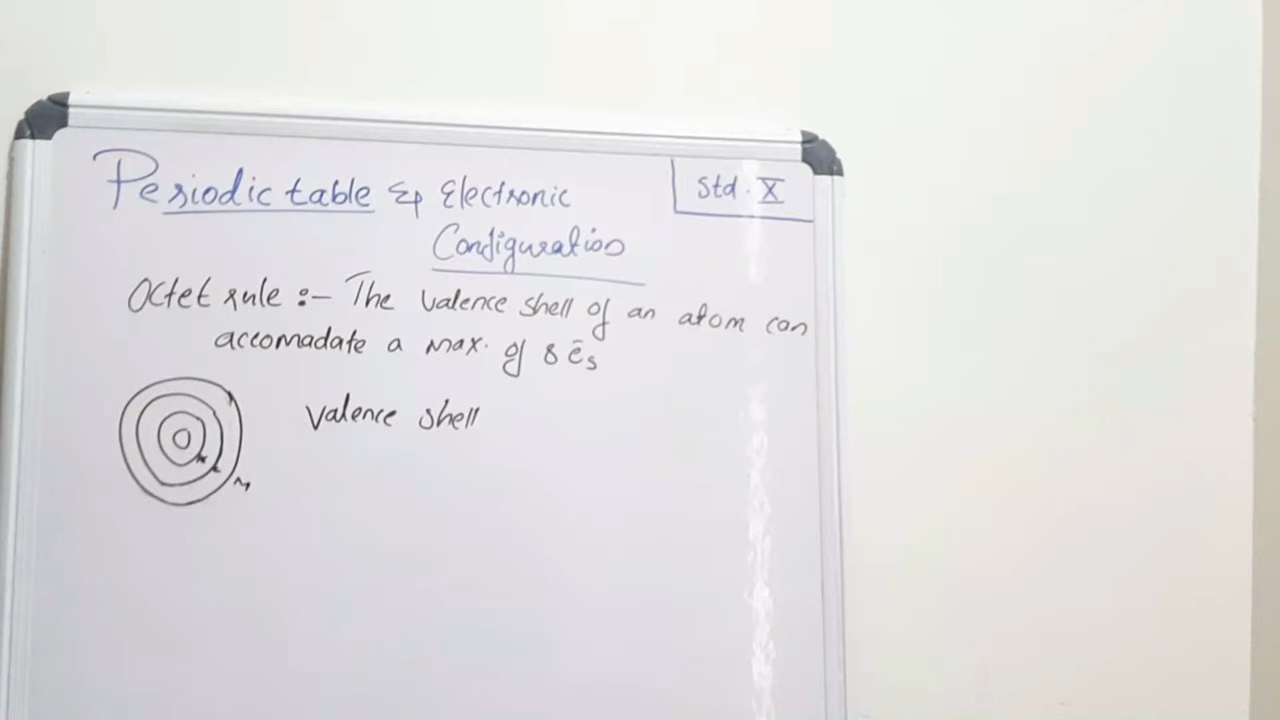 Periodic table & Electronic
Configuration
Std. X
Octet rule :- The valence shell of an atom can
accomadate a max. of 8 ēs
Valence shell
K
L
M